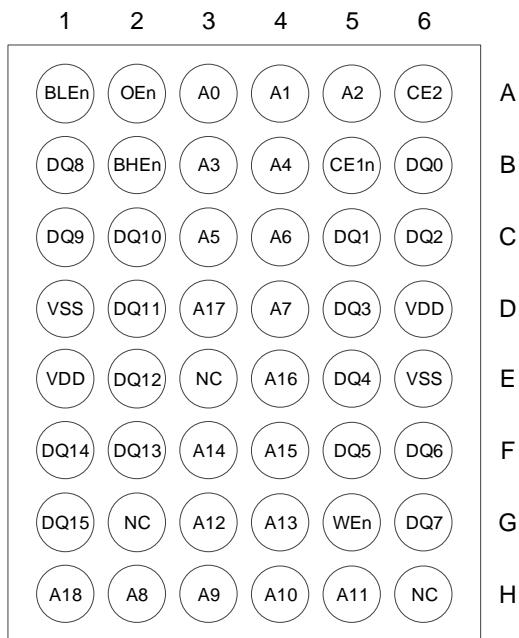 1 2 3 4 5 6
BLEn OEn A0 A1 A2 CE2 A
DQ8 BHEn A3 A4 CE1n DQ0 B
DQ9 DQ10 A5 A6 DQ1 DQ2 C
VSS DQ11 A17 A7 DQ3 VDD D
VDD DQ12 NC A16 DQ4 VSS E
DQ14 DQ13 A14 A15 DQ5 DQ6 F
DQ15 NC A12 A13 WEn DQ7 G
A18 A8 A9 A10 A11 NC H